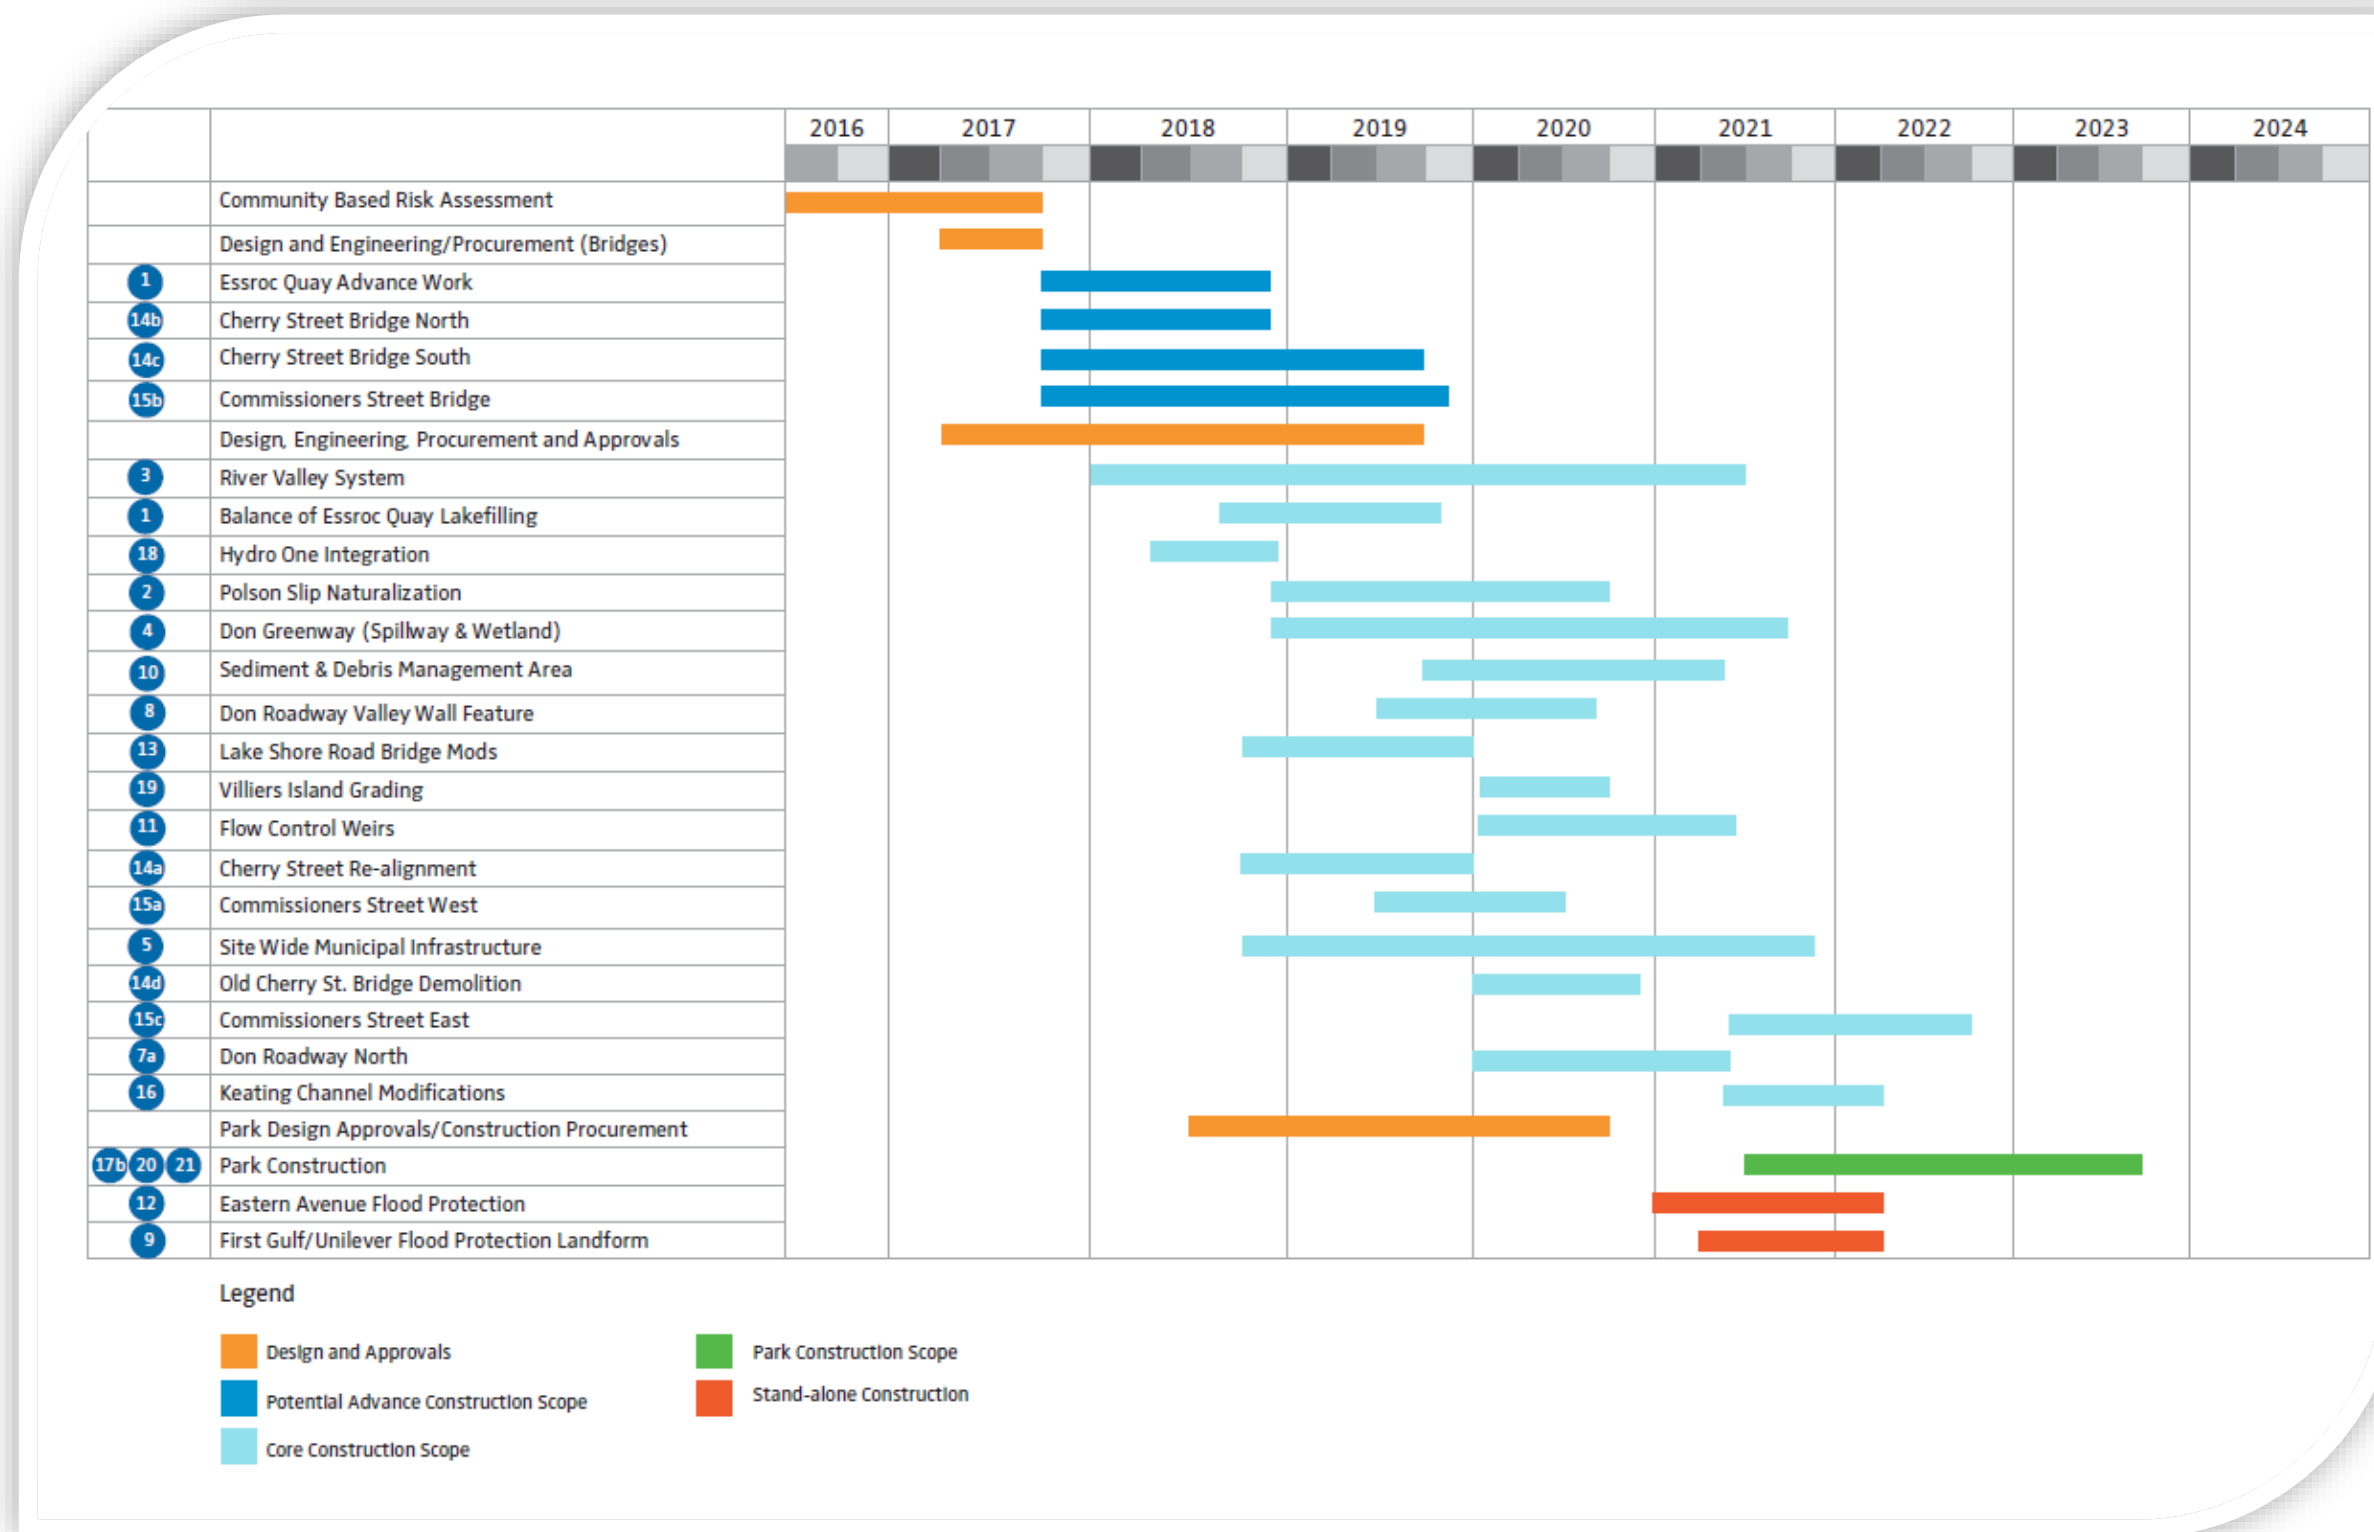 2016 2017 2018 2019 2020 2021 2022 2023 2024
Community Based Risk Assessment
Design and Engineering/Procurement (Bridges)
1 Essroc Quay Advance Work
14b Cherry Street Bridge North
14c Cherry Street Bridge South
15b Commissioners Street Bridge
Design, Engineering, Procurement and Approvals
3 River Valley System
1 Balance of Essroc Quay Lakefilling
18 Hydro One Integration
2 Polson Slip Naturalization
4 Don Greenway (Spillway & Wetland)
10 Sediment & Debris Management Area
8 Don Roadway Valley Wall Feature
13 Lake Shore Road Bridge Mods
19 Villiers Island Grading
11 Flow Control Weirs
14a Cherry Street Re-alignment
15a Commissioners Street West
5 Site Wide Municipal Infrastructure
14d Old Cherry St. Bridge Demolition
15c Commissioners Street East
7a Don Roadway North
16 Keating Channel Modifications
Park Design Approvals/Construction Procurement
17b 20 21 Park Construction
12 Eastern Avenue Flood Protection
9 First Gulf/Unilever Flood Protection Landform
Legend
Design and Approvals
Potential Advance Construction Scope
Core Construction Scope
Park Construction Scope
Stand-alone Construction